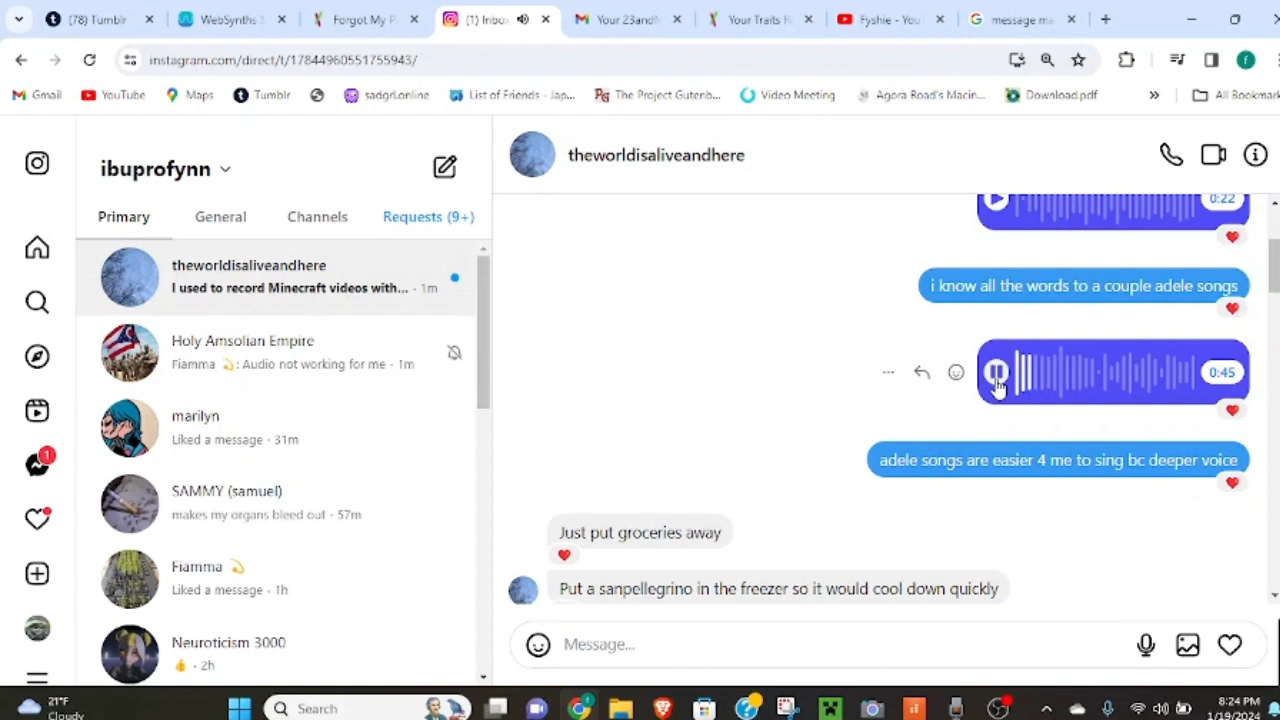 (78) Tumblr
WebSynths
Forgot My P
(1) Inbo
Your 23and
Your Traits R
Fyshie - You
message me
instagram.com/direct/t/17844960551755943/
Gmail
YouTube
Maps
Tumblr
sadgrl.online
List of Friends - Jap...
The Project Gutenb...
Video Meeting
Agora Road's Macin...
Download.pdf
All Bookmar
ibuprofynn
Primary
General
Channels
Requests (9+)
theworldisaliveandhere
I used to record Minecraft videos with... · 1m
Holy Amsolian Empire
Fiamma 💫: Audio not working for me · 1m
marilyn
Liked a message · 31m
SAMMY (samuel)
makes my organs bleed out · 57m
Fiamma 💫
Liked a message · 1h
Neuroticism 3000
👍 · 2h
1
theworldisaliveandhere
0:22
i know all the words to a couple adele songs
0:45
adele songs are easier 4 me to sing bc deeper voice
Just put groceries away
Put a sanpellegrino in the freezer so it would cool down quickly
Message...
21°F
Cloudy
Search
8:24 PM
1/19/2024